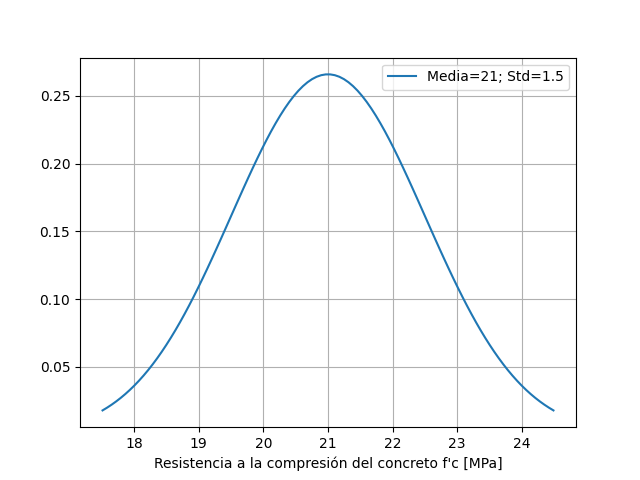 Media=21; Std=1.5
0.25
0.20
0.15
0.10
0.05
18 19 20 21 22 23 24
Resistencia a la compresión del concreto f'c [MPa]